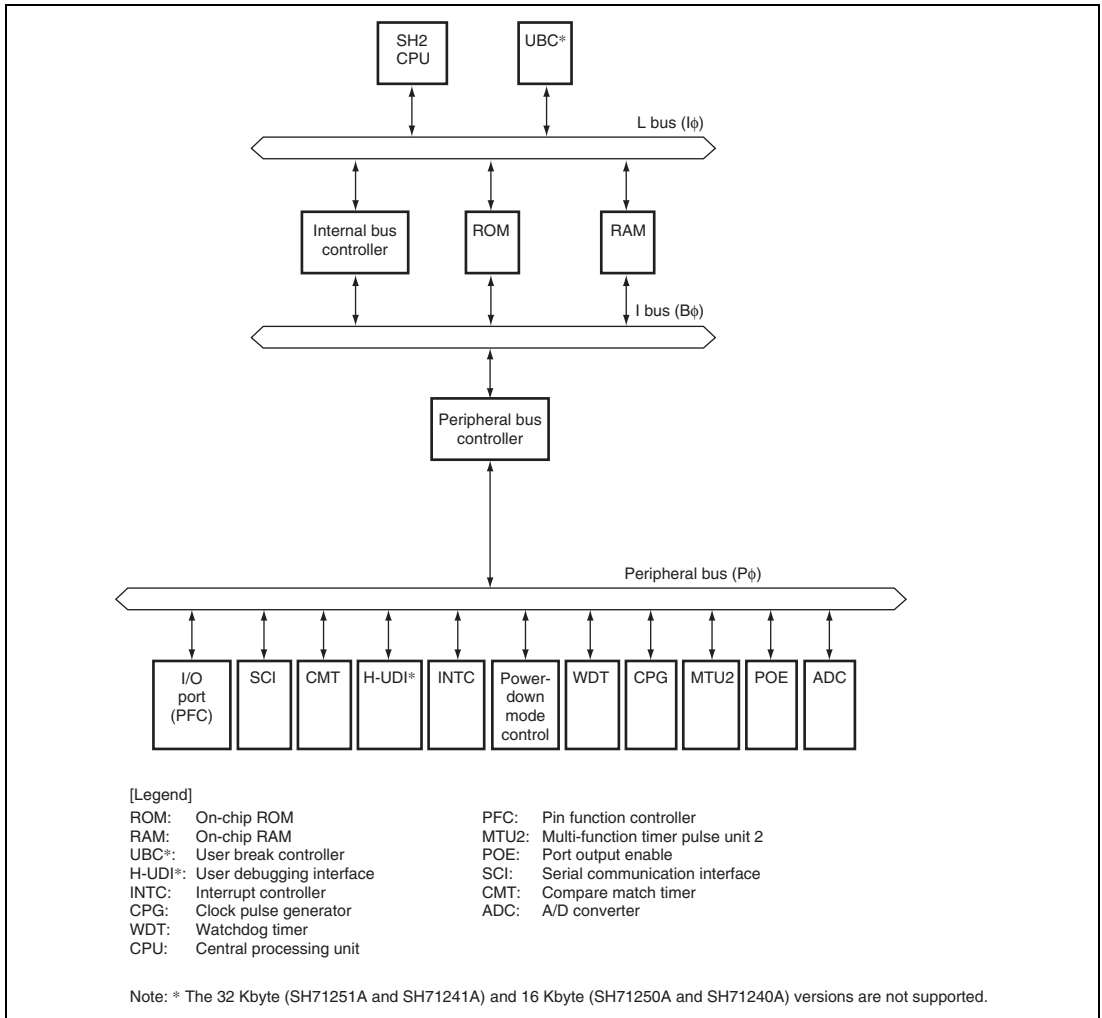 SH2
CPU
UBC*
L bus (Iϕ)
Internal bus
controller
ROM
RAM
I bus (Bϕ)
Peripheral bus
controller
Peripheral bus (Pϕ)
I/O
port
(PFC)
SCI
CMT
H-UDI*
INTC
Power-
down
mode
control
WDT
CPG
MTU2
POE
ADC
[Legend]
ROM: On-chip ROM
RAM: On-chip RAM
UBC*: User break controller
H-UDI*: User debugging interface
INTC: Interrupt controller
CPG: Clock pulse generator
WDT: Watchdog timer
CPU: Central processing unit
PFC: Pin function controller
MTU2: Multi-function timer pulse unit 2
POE: Port output enable
SCI: Serial communication interface
CMT: Compare match timer
ADC: A/D converter
Note: * The 32 Kbyte (SH71251A and SH71241A) and 16 Kbyte (SH71250A and SH71240A) versions are not supported.